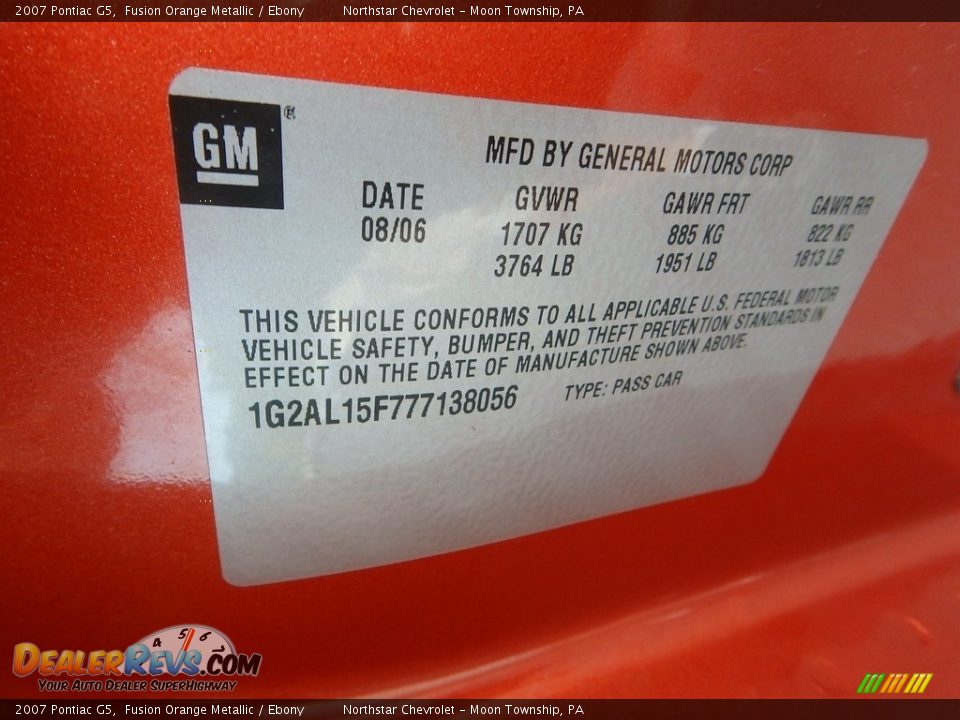 2007 Pontiac G5, Fusion Orange Metallic / Ebony Northstar Chevrolet - Moon Township, PA
GM
MFD BY GENERAL MOTORS CORP
DATE GVWR GAWR FRT GAWR RR
08/06 1707 KG 885 KG 822 KG
3764 LB 1951 LB 1813 LB
THIS VEHICLE CONFORMS TO ALL APPLICABLE U.S. FEDERAL MOTOR
VEHICLE SAFETY, BUMPER, AND THEFT PREVENTION STANDARDS IN
EFFECT ON THE DATE OF MANUFACTURE SHOWN ABOVE.
1G2AL15F777138056 TYPE: PASS CAR
4 5 6
DEALERREVS.COM
YOUR AUTO DEALER SUPERHIGHWAY
2007 Pontiac G5, Fusion Orange Metallic / Ebony Northstar Chevrolet - Moon Township, PA